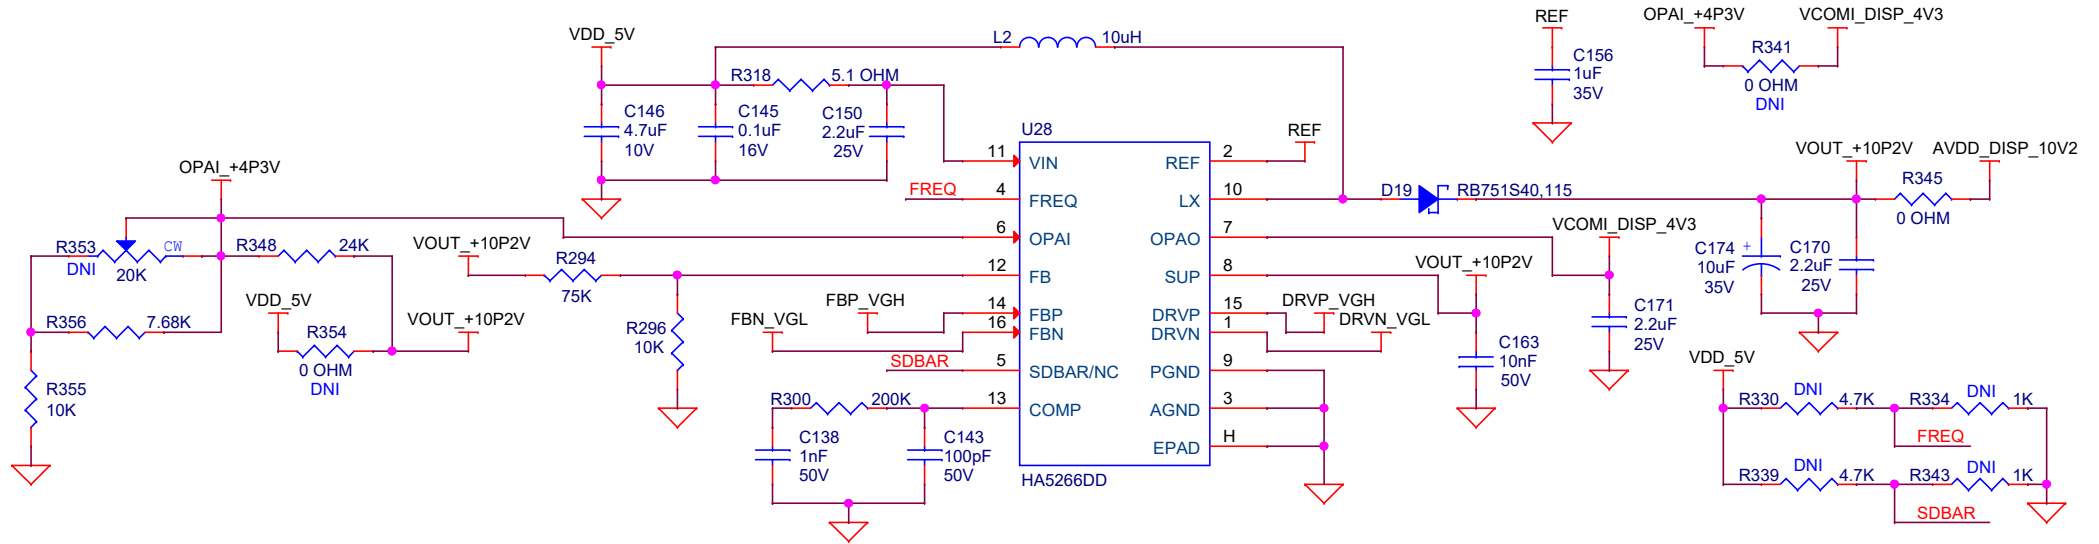 VDD_5V
L2 10uH
R318 5.1 OHM
C146
4.7uF
10V
C145
0.1uF
16V
C150
2.2uF
25V
REF
C156
1uF
35V
OPAI_+4P3V VCOMI_DISP_4V3
R341
0 OHM
DNI
OPAI_+4P3V
R353
DNI
CW
20K
R348 24K
VDD_5V
R354
0 OHM
DNI
VOUT_+10P2V
R356 7.68K
R355
10K
VOUT_+10P2V
R294
75K
R296
10K
FBP_VGH
FBN_VGL
FREQ
SDBAR
R300 200K
C138
1nF
50V
C143
100pF
50V
U28
11 VIN
4 FREQ
6 OPAI
12 FB
14 FBP
16 FBN
5 SDBAR/NC
13 COMP
REF 2
LX 10
OPAO 7
SUP 8
DRVP 15
DRVN 1
PGND 9
AGND 3
EPAD H
HA5266DD
REF
D19 RB751S40,115
VOUT_+10P2V
AVDD_DISP_10V2
R345
0 OHM
C174
+
10uF
35V
C170
2.2uF
25V
VCOMI_DISP_4V3
C171
2.2uF
25V
VOUT_+10P2V
C163
10nF
50V
DRVP_VGH
DRVN_VGL
VDD_5V
R330 DNI 4.7K R334 DNI 1K
FREQ
R339 DNI 4.7K R343 DNI 1K
SDBAR